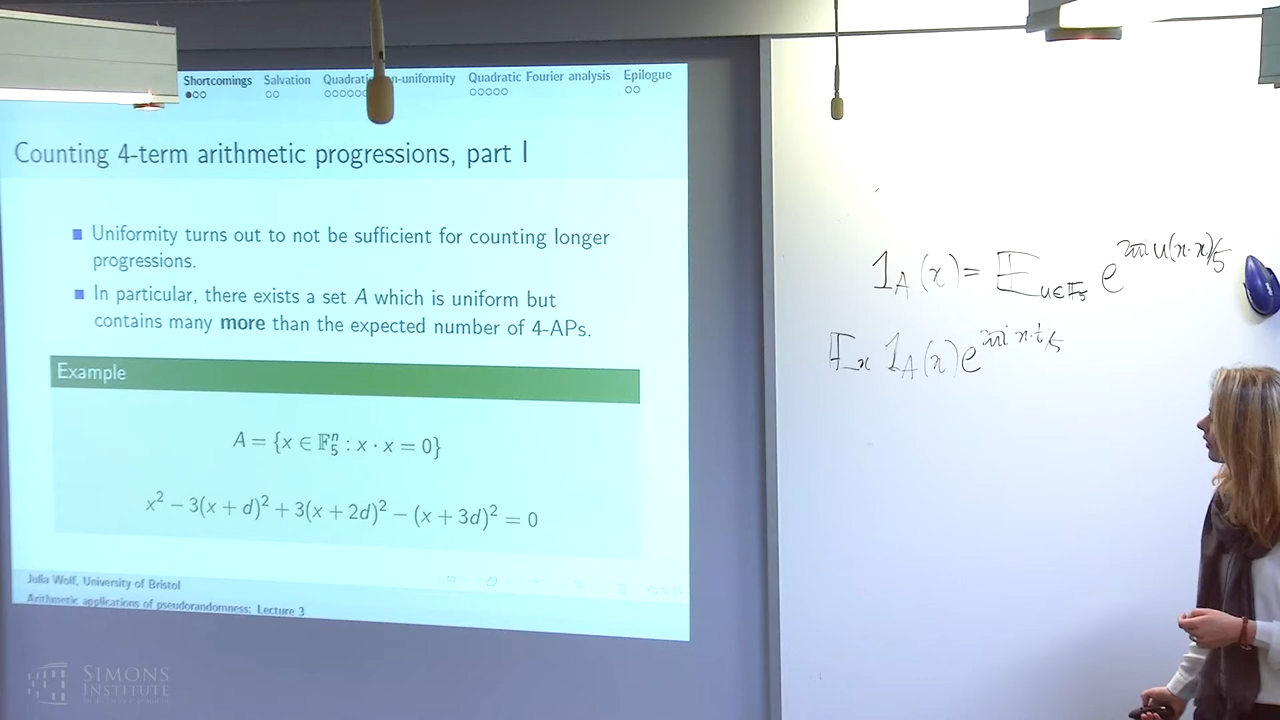 Shortcomings Salvation Quadratic n-uniformity Quadratic Fourier analysis Epilogue
Counting 4-term arithmetic progressions, part I
■ Uniformity turns out to not be sufficient for counting longer
progressions.
■ In particular, there exists a set A which is uniform but
contains many more than the expected number of 4-APs.
Example
A = {x ∈ 𝔽₅ⁿ : x · x = 0}
x² − 3(x + d)² + 3(x + 2d)² − (x + 3d)² = 0
Julia Wolf, University of Bristol
Arithmetic applications of pseudorandomness: Lecture 3
1_A(x) = 𝔼_{u∈𝔽₅} e^{2πi u(x·x)/5}
𝔼_x 1_A(x) e^{2πi x·t/5}
SIMONS
INSTITUTE